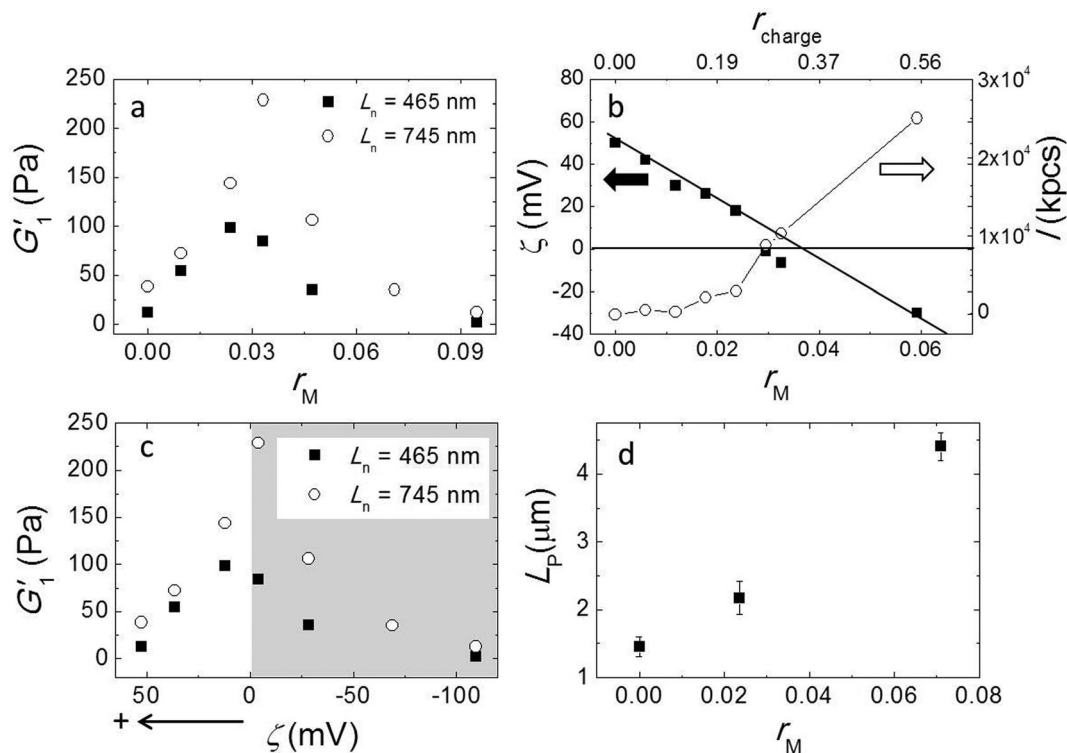 a
L_n = 465 nm
L_n = 745 nm
250
200
150
100
50
0
G'_1 (Pa)
0.00 0.03 0.06 0.09
r_M
b
r_charge
0.00 0.19 0.37 0.56
80
60
40
20
0
-20
-40
ζ (mV)
3x10^4
2x10^4
1x10^4
0
I (kpcs)
0.00 0.02 0.04 0.06
r_M
c
L_n = 465 nm
L_n = 745 nm
250
200
150
100
50
0
G'_1 (Pa)
50 0 -50 -100
+
ζ (mV)
d
4
3
2
1
L_P (μm)
0.00 0.02 0.04 0.06 0.08
r_M